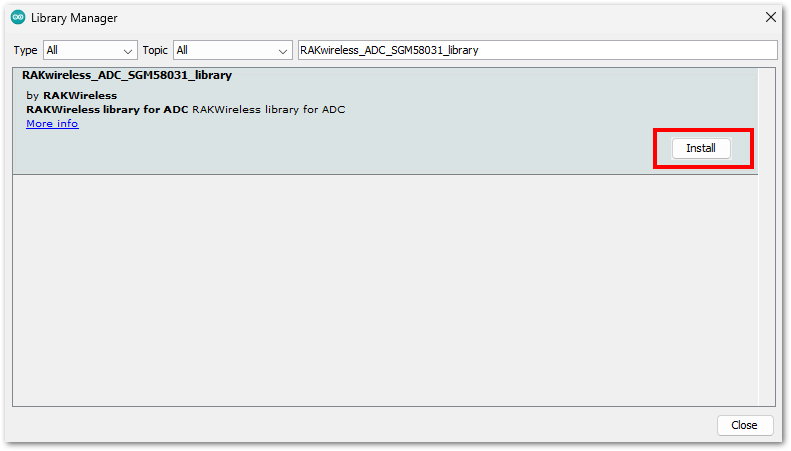 Library Manager
Type All Topic All RAKwireless_ADC_SGM58031_library
RAKwireless_ADC_SGM58031_library
by RAKWireless
RAKWireless library for ADC RAKWireless library for ADC
More info
Install
Close